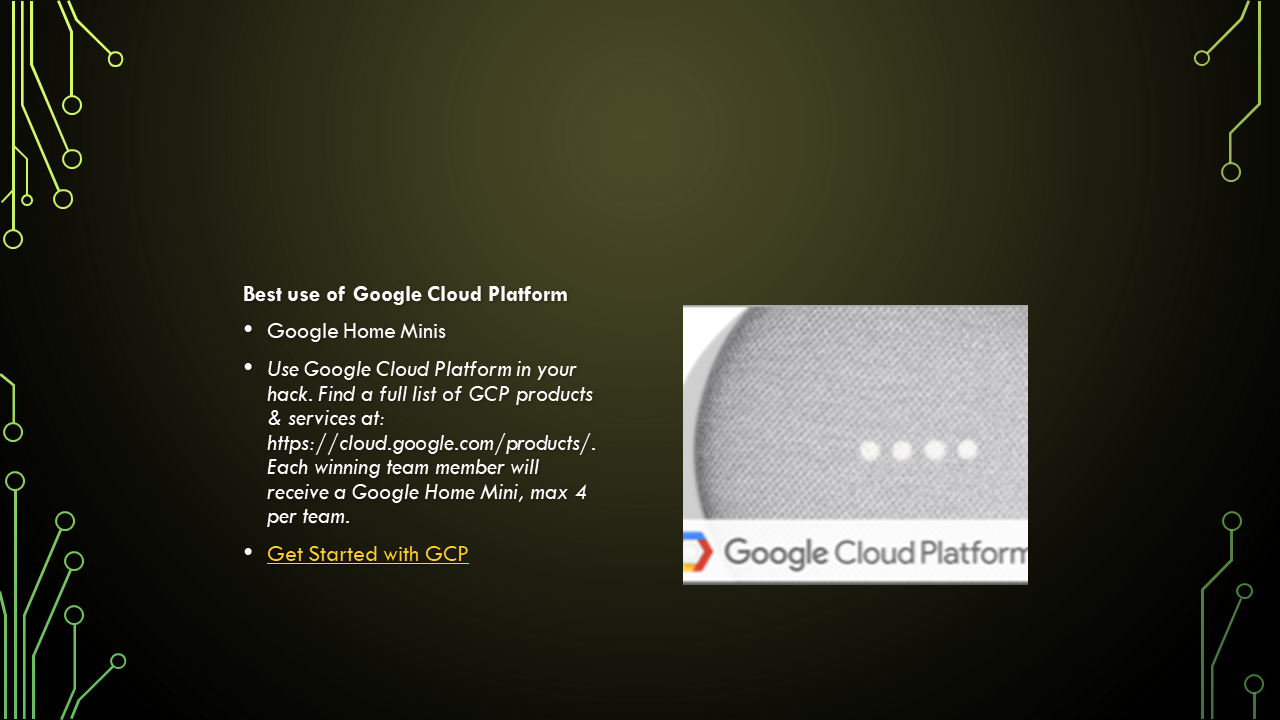 Best use of Google Cloud Platform
• Google Home Minis
• Use Google Cloud Platform in your
hack. Find a full list of GCP products
& services at:
https://cloud.google.com/products/.
Each winning team member will
receive a Google Home Mini, max 4
per team.
• Get Started with GCP
Google Cloud Platform